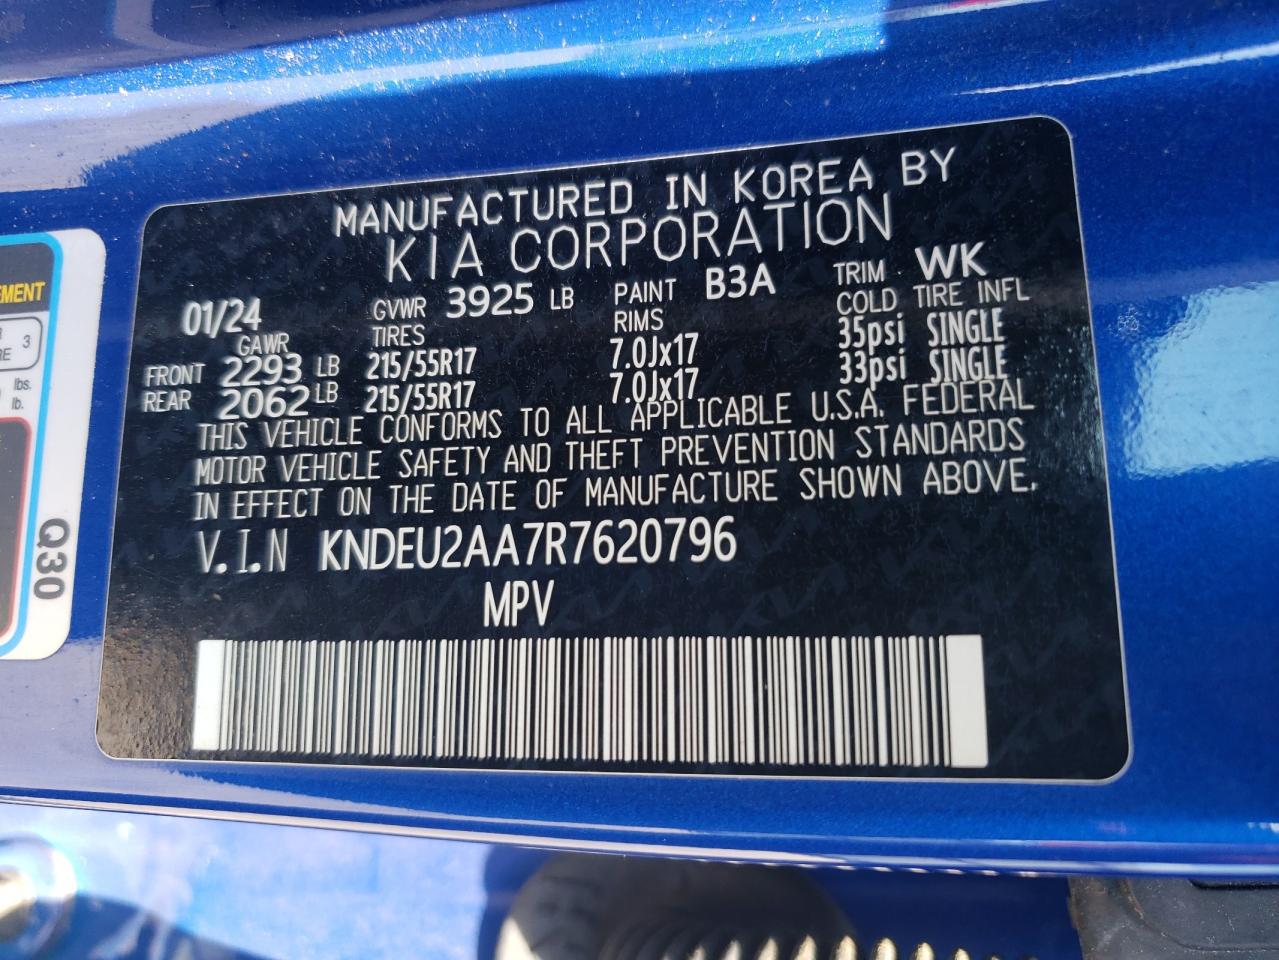 MANUFACTURED IN KOREA BY
KIA CORPORATION
01/24 GVWR 3925 LB PAINT B3A TRIM WK
GAWR TIRES RIMS COLD TIRE INFL
FRONT 2293 LB 215/55R17 7.0Jx17 35psi SINGLE
REAR 2062 LB 215/55R17 7.0Jx17 33psi SINGLE
THIS VEHICLE CONFORMS TO ALL APPLICABLE U.S.A. FEDERAL
MOTOR VEHICLE SAFETY AND THEFT PREVENTION STANDARDS
IN EFFECT ON THE DATE OF MANUFACTURE SHOWN ABOVE.
V.I.N KNDEU2AA7R7620796
MPV
3
lbs.
lb.
Q30